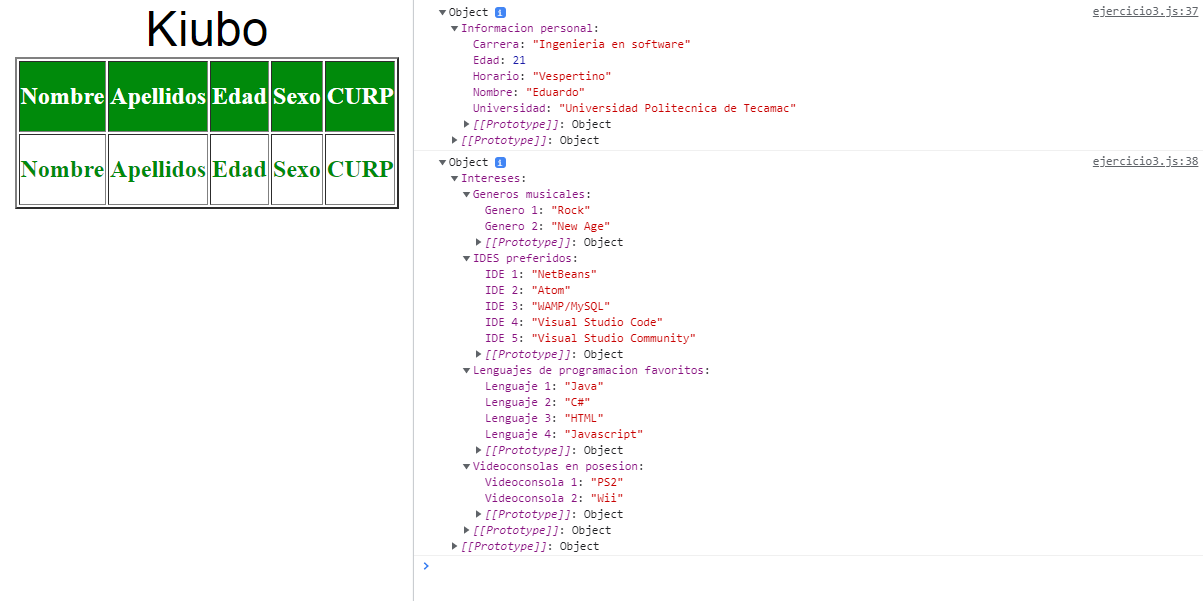 Kiubo
Nombre Apellidos Edad Sexo CURP
Nombre Apellidos Edad Sexo CURP
Object i ejercicio3.js:37
Informacion personal:
Carrera: "Ingenieria en software"
Edad: 21
Horario: "Vespertino"
Nombre: "Eduardo"
Universidad: "Universidad Politecnica de Tecamac"
[[Prototype]]: Object
[[Prototype]]: Object
Object i ejercicio3.js:38
Intereses:
Generos musicales:
Genero 1: "Rock"
Genero 2: "New Age"
[[Prototype]]: Object
IDES preferidos:
IDE 1: "NetBeans"
IDE 2: "Atom"
IDE 3: "WAMP/MySQL"
IDE 4: "Visual Studio Code"
IDE 5: "Visual Studio Community"
[[Prototype]]: Object
Lenguajes de programacion favoritos:
Lenguaje 1: "Java"
Lenguaje 2: "C#"
Lenguaje 3: "HTML"
Lenguaje 4: "Javascript"
[[Prototype]]: Object
Videoconsolas en posesion:
Videoconsola 1: "PS2"
Videoconsola 2: "Wii"
[[Prototype]]: Object
[[Prototype]]: Object
[[Prototype]]: Object